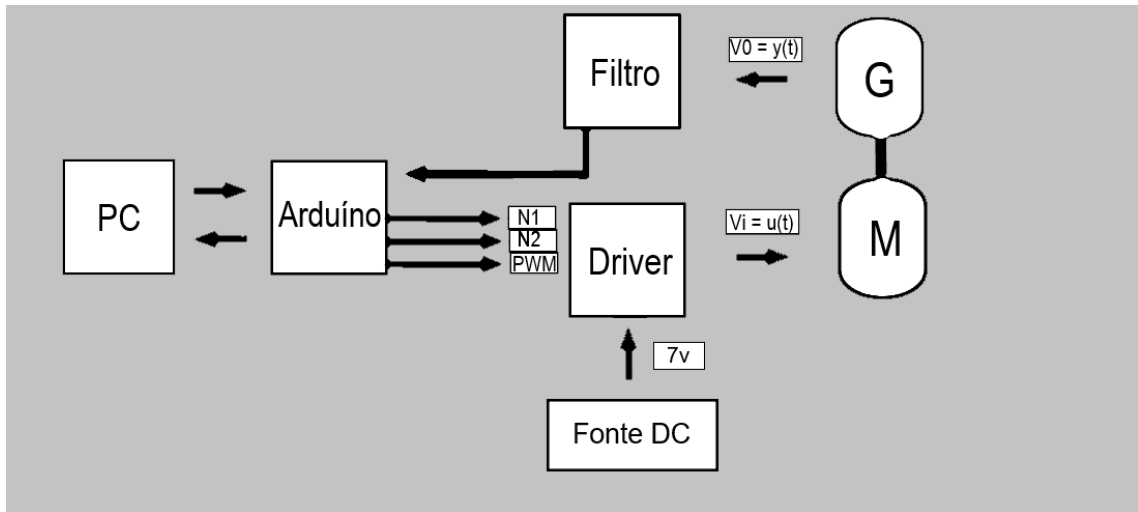 V0 = y(t)
Filtro
G
PC
Arduíno
N1
N2
PWM
Driver
Vi = u(t)
M
7v
Fonte DC